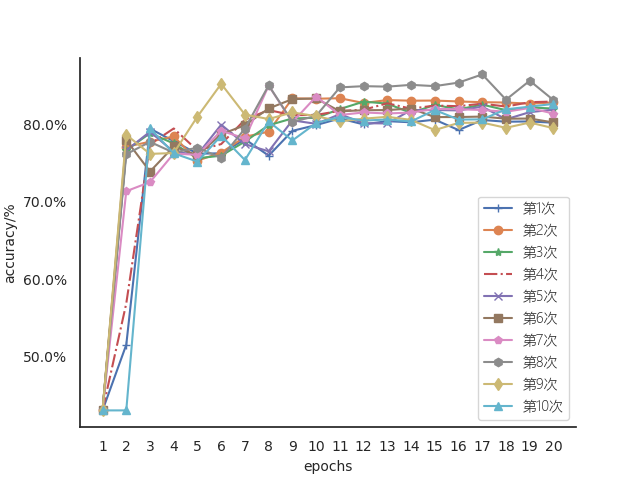 accuracy/%
80.0%
70.0%
60.0%
50.0%
第1次
第2次
第3次
第4次
第5次
第6次
第7次
第8次
第9次
第10次
1 2 3 4 5 6 7 8 9 10 11 12 13 14 15 16 17 18 19 20
epochs